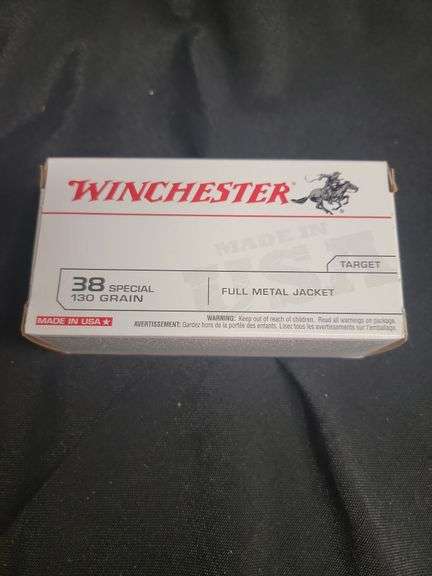 WINCHESTER
MADE IN
USA
TARGET
38 SPECIAL
130 GRAIN
FULL METAL JACKET
MADE IN USA
WARNING: Keep out of reach of children. Read all warnings on package.
AVERTISSEMENT: Gardez hors de la portée des enfants. Lisez tous les avertissements sur l'emballage.